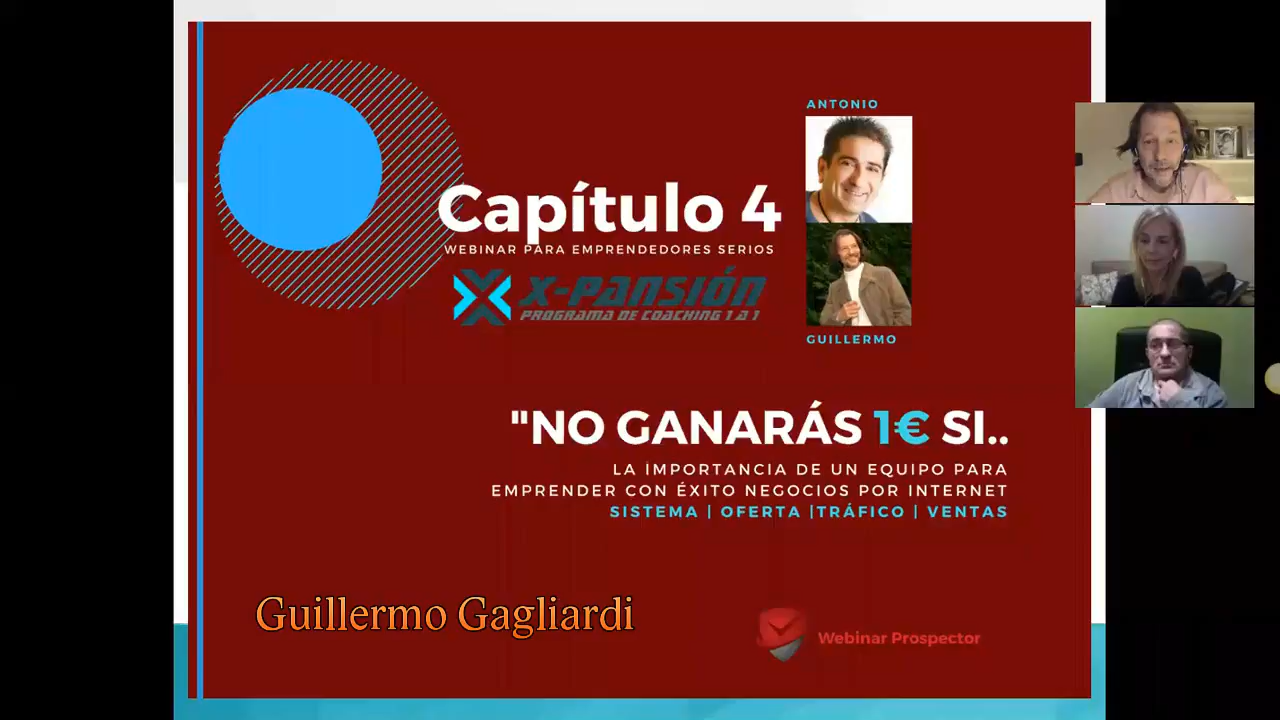 ANTONIO
Capítulo 4
WEBINAR PARA EMPRENDEDORES SERIOS
X-PANSIÓN
PROGRAMA DE COACHING 1 A 1
GUILLERMO
"NO GANARÁS 1€ SI..
LA IMPORTANCIA DE UN EQUIPO PARA
EMPRENDER CON ÉXITO NEGOCIOS POR INTERNET
SISTEMA | OFERTA |TRÁFICO | VENTAS
Guillermo Gagliardi
Webinar Prospector